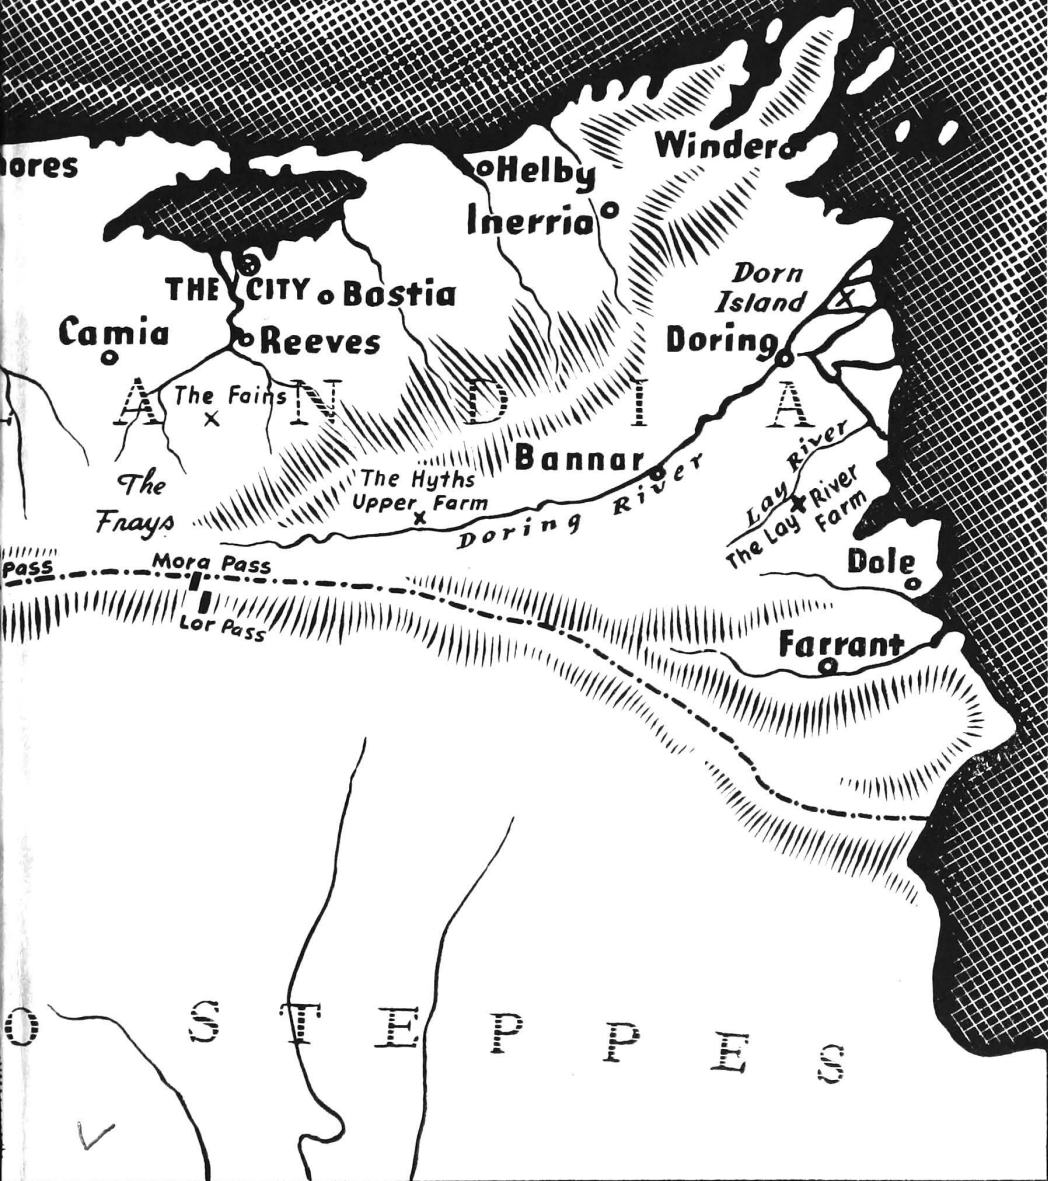 ores
Helby
Winder
Inerria
THE CITY
Bostia
Dorn
Island
Camia
Reeves
Doring
The Fains
A N D I A
Bannar
The Hyths
Upper Farm
Doring River
Lay River
The Lay River
Farm
The
Frays
Dole
PASS
Mora Pass
Lor Pass
Farrant
O STEPPES